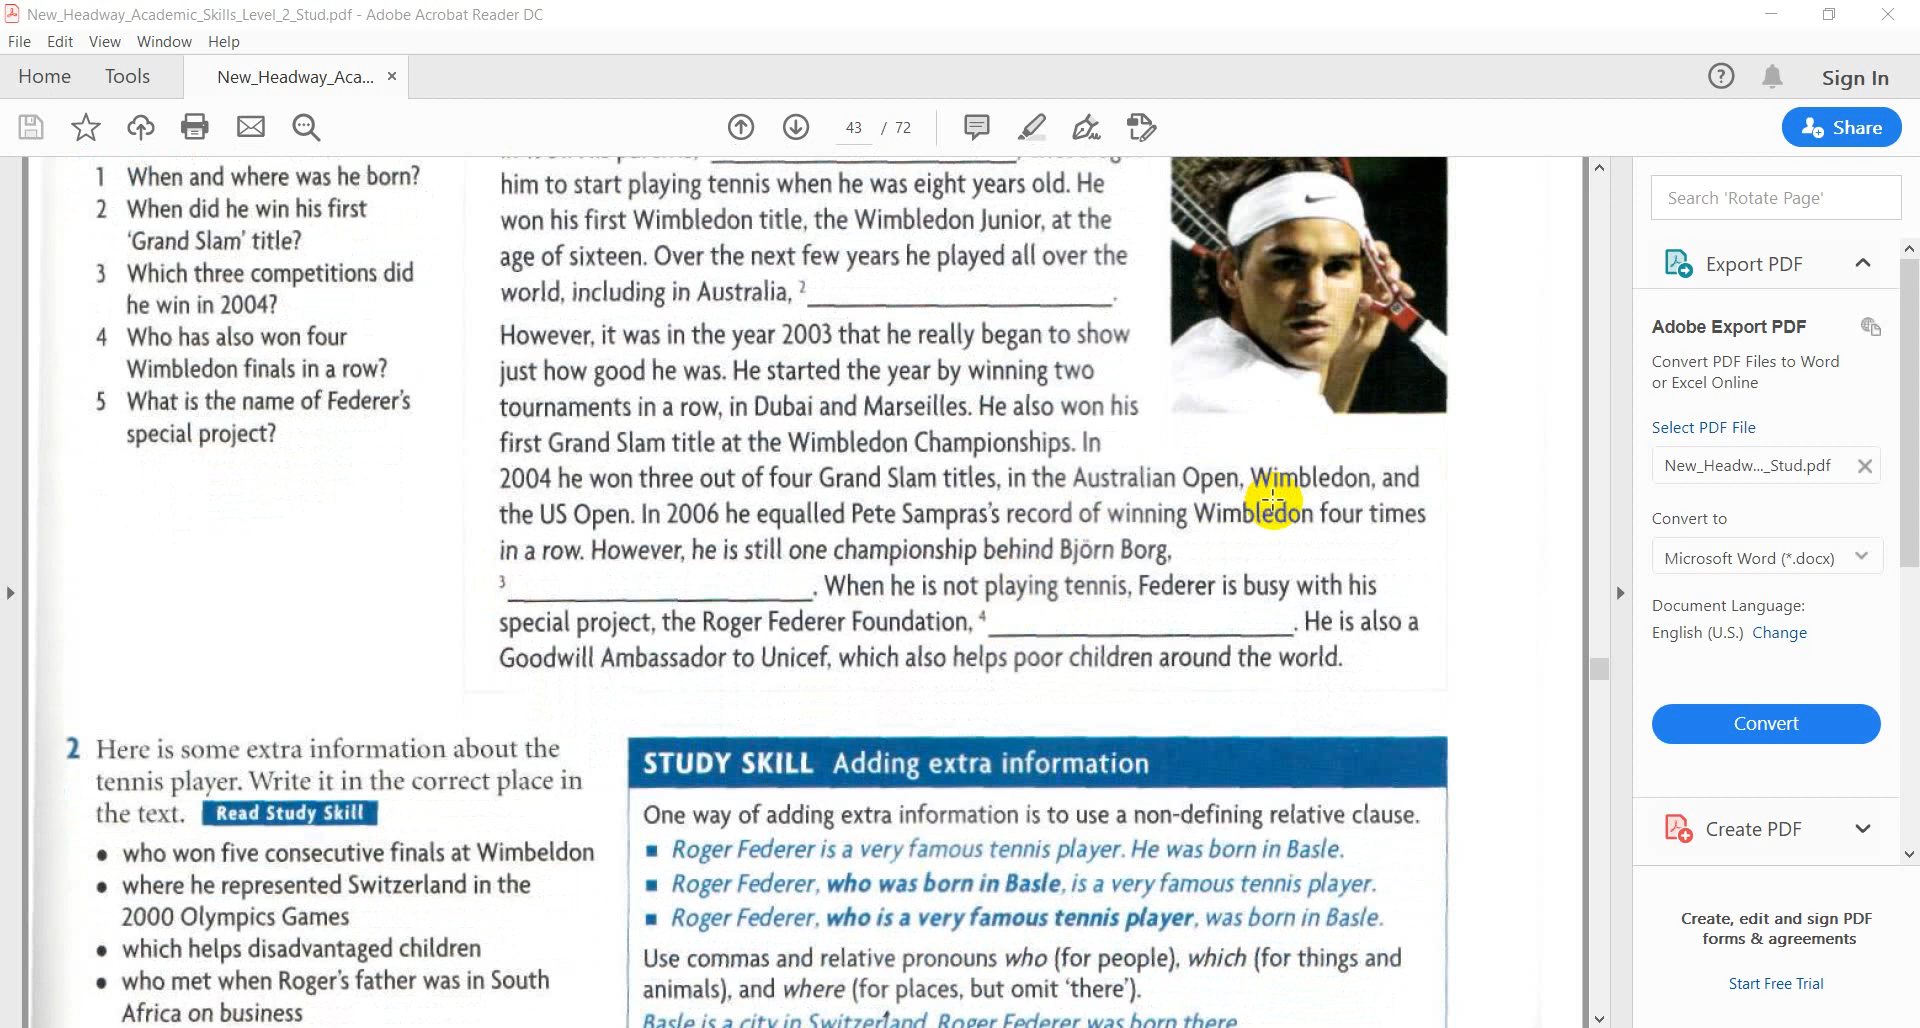 New_Headway_Academic_Skills_Level_2_Stud.pdf - Adobe Acrobat Reader DC
File Edit View Window Help
Home Tools New_Headway_Aca... ×
? Sign In
43 / 72
Share
1 When and where was he born?
2 When did he win his first
'Grand Slam' title?
3 Which three competitions did
he win in 2004?
4 Who has also won four
Wimbledon finals in a row?
5 What is the name of Federer's
special project?
him to start playing tennis when he was eight years old. He
won his first Wimbledon title, the Wimbledon Junior, at the
age of sixteen. Over the next few years he played all over the
world, including in Australia, 2 ____________________.
However, it was in the year 2003 that he really began to show
just how good he was. He started the year by winning two
tournaments in a row, in Dubai and Marseilles. He also won his
first Grand Slam title at the Wimbledon Championships. In
2004 he won three out of four Grand Slam titles, in the Australian Open, Wimbledon, and
the US Open. In 2006 he equalled Pete Sampras's record of winning Wimbledon four times
in a row. However, he is still one championship behind Björn Borg,
3 ____________________. When he is not playing tennis, Federer is busy with his
special project, the Roger Federer Foundation, 4 ____________________. He is also a
Goodwill Ambassador to Unicef, which also helps poor children around the world.
2 Here is some extra information about the
tennis player. Write it in the correct place in
the text. Read Study Skill
• who won five consecutive finals at Wimbeldon
• where he represented Switzerland in the
2000 Olympics Games
• which helps disadvantaged children
• who met when Roger's father was in South
Africa on business
STUDY SKILL Adding extra information
One way of adding extra information is to use a non-defining relative clause.
■ Roger Federer is a very famous tennis player. He was born in Basle.
■ Roger Federer, who was born in Basle, is a very famous tennis player.
■ Roger Federer, who is a very famous tennis player, was born in Basle.
Use commas and relative pronouns who (for people), which (for things and
animals), and where (for places, but omit 'there').
Basle is a city in Switzerland. Roger Federer was born there
Search 'Rotate Page'
Export PDF
Adobe Export PDF
Convert PDF Files to Word
or Excel Online
Select PDF File
New_Headw..._Stud.pdf
Convert to
Microsoft Word (*.docx)
Document Language:
English (U.S.) Change
Convert
Create PDF
Create, edit and sign PDF
forms & agreements
Start Free Trial